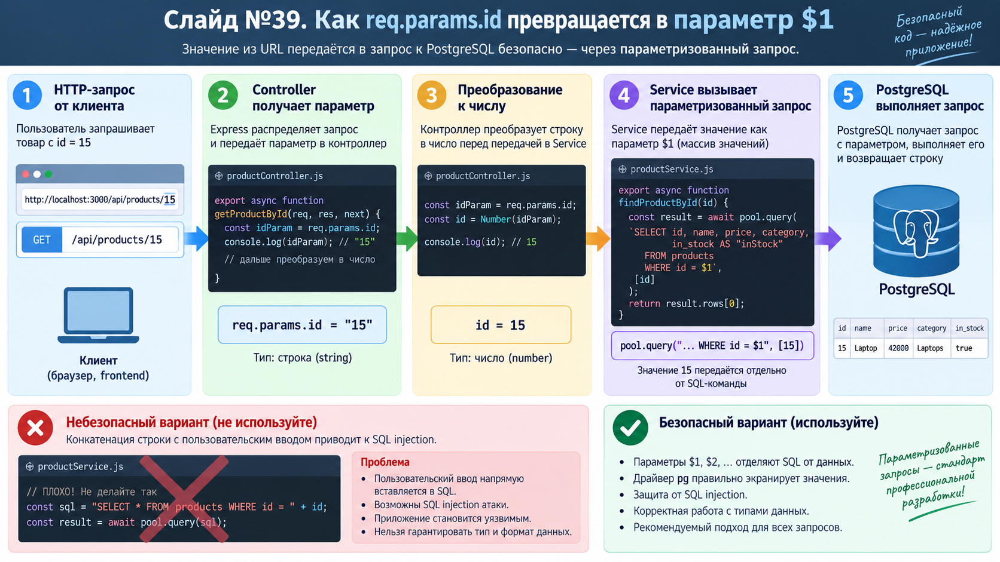 Слайд №39. Как req.params.id превращается в параметр $1
Значение из URL передаётся в запрос к PostgreSQL безопасно — через параметризованный запрос.
Безопасный
код — надёжное
приложение!
1
HTTP-запрос
от клиента
Пользователь запрашивает
товар с id = 15
http://localhost:3000/api/products/15
GET /api/products/15
Клиент
(браузер, frontend)
2
Controller
получает параметр
Express распределяет запрос
и передаёт параметр в контроллер
productController.js
export async function
getProductById(req, res, next) {
const idParam = req.params.id;
console.log(idParam); // "15"
// дальше преобразуем в число
}
req.params.id = "15"
Тип: строка (string)
3
Преобразование
к числу
Контроллер преобразует строку
в число перед передачей в Service
productController.js
const idParam = req.params.id;
const id = Number(idParam);
console.log(id); // 15
id = 15
Тип: число (number)
4
Service вызывает
параметризованный запрос
Service передаёт значение как
параметр $1 (массив значений)
productService.js
export async function
findProductById(id) {
const result = await pool.query(
`SELECT id, name, price, category,
in_stock AS "inStock"
FROM products
WHERE id = $1`,
[id]
);
return result.rows[0];
}
pool.query("... WHERE id = $1", [15])
Значение 15 передаётся отдельно
от SQL-команды
5
PostgreSQL
выполняет запрос
PostgreSQL получает запрос
с параметром, выполняет его
и возвращает строку
PostgreSQL
id name price category in_stock
15 Laptop 42000 Laptops true
Небезопасный вариант (не используйте)
Конкатенация строки с пользовательским вводом приводит к SQL injection.
productService.js
// ПЛОХО! Не делайте так
const sql = "SELECT * FROM products WHERE id = " + id;
const result = await pool.query(sql);
Проблема
• Пользовательский ввод напрямую
вставляется в SQL.
• Возможны SQL injection атаки.
• Приложение становится уязвимым.
• Нельзя гарантировать тип и формат данных.
Безопасный вариант (используйте)
• Параметры $1, $2, ... отделяют SQL от данных.
• Драйвер pg правильно экранирует значения.
• Защита от SQL injection.
• Корректная работа с типами данных.
• Рекомендуемый подход для всех запросов.
Параметризованные
запросы — стандарт
профессиональной
разработки!